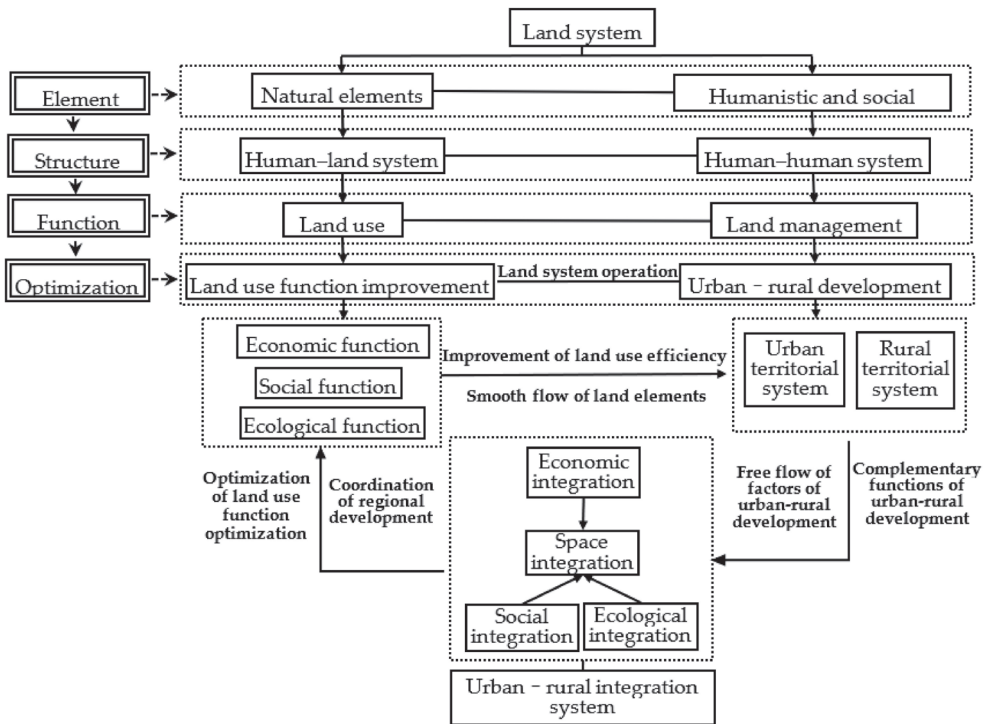 Land system
Element
Natural elements
Humanistic and social
Structure
Human–land system
Human–human system
Function
Land use
Land management
Optimization
Land use function improvement
Land system operation
Urban – rural development
Economic function
Social function
Ecological function
Improvement of land use efficiency
Smooth flow of land elements
Urban
territorial
system
Rural
territorial
system
Optimization
of land use
function
optimization
Coordination
of regional
development
Economic
integration
Space
integration
Social
integration
Ecological
integration
Free flow of
factors of
urban-rural
development
Complementary
functions of
urban-rural
development
Urban – rural integration
system